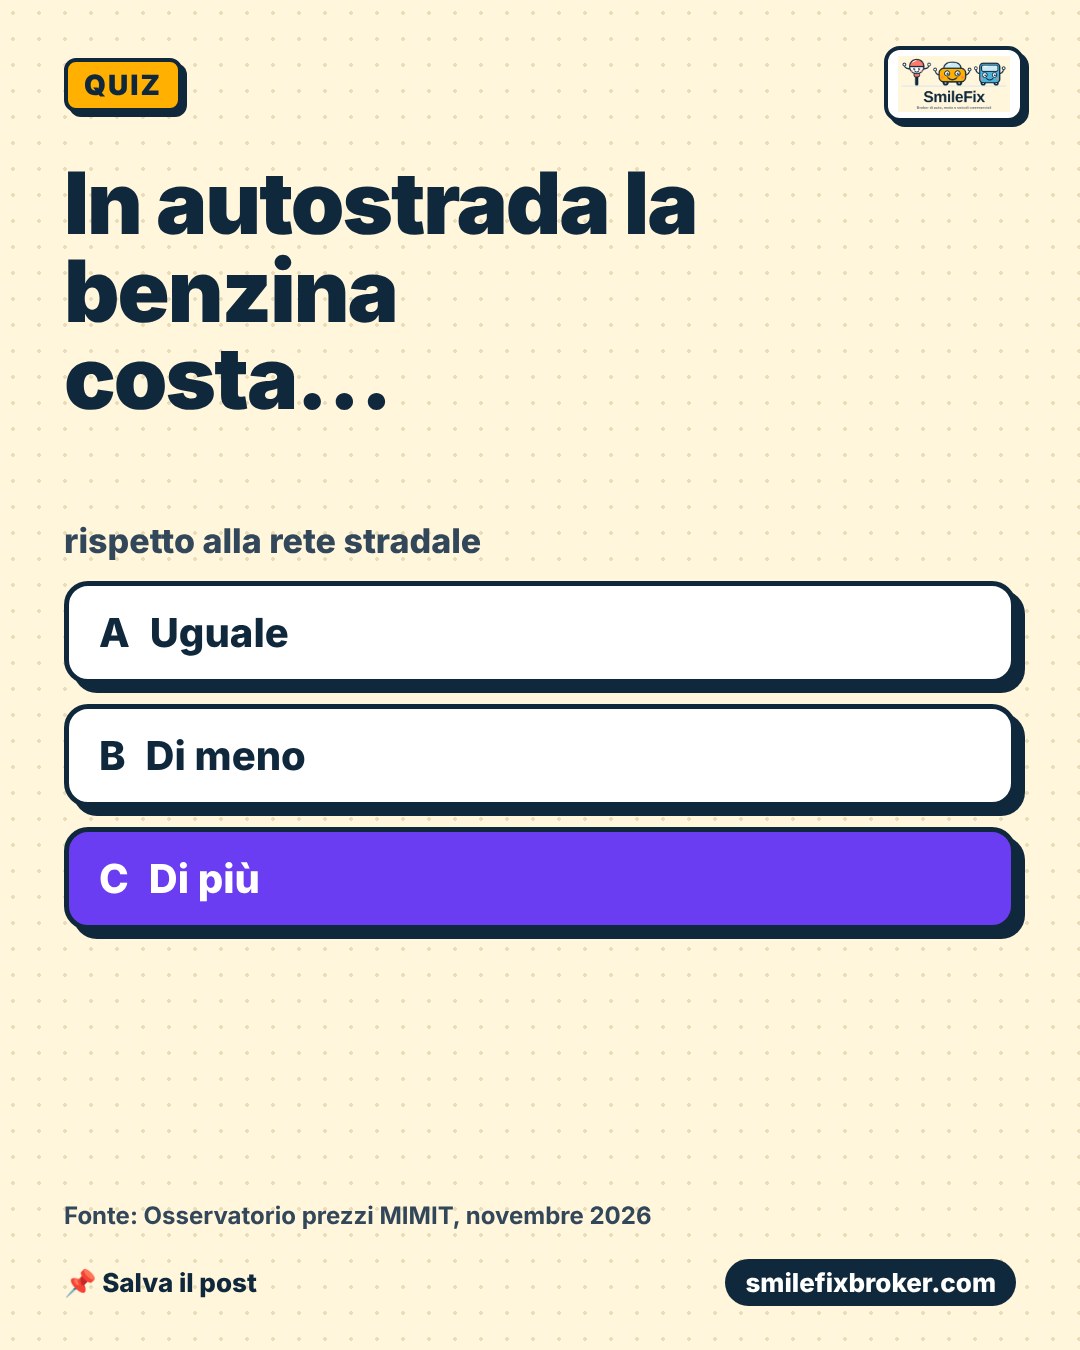 QUIZ
SmileFix
In autostrada la
benzina
costa...
rispetto alla rete stradale
A Uguale
B Di meno
C Di più
Fonte: Osservatorio prezzi MIMIT, novembre 2026
📌 Salva il post
smilefixbroker.com